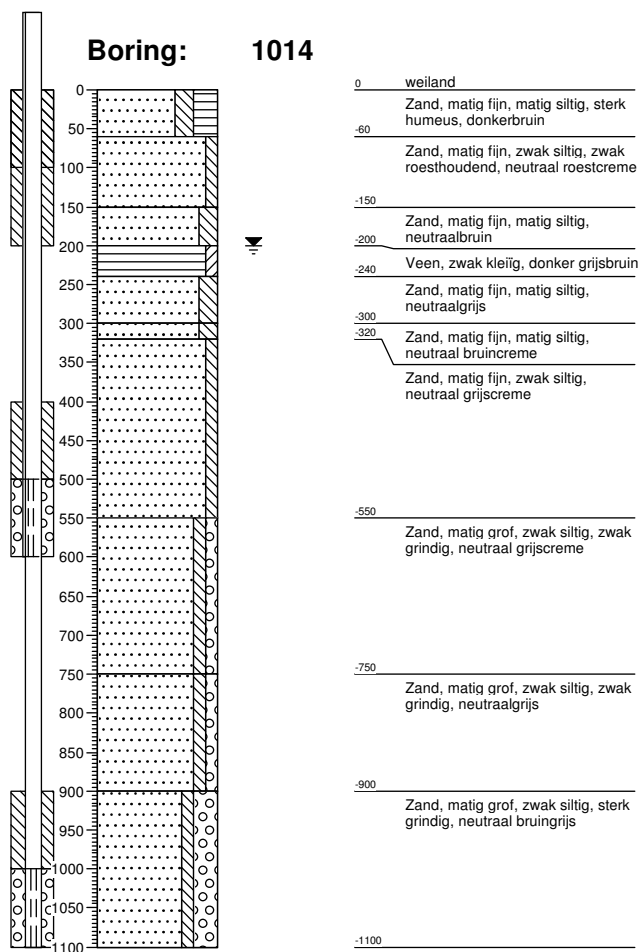 Boring: 1014
0
50
100
150
200
250
300
350
400
450
500
550
600
650
700
750
800
850
900
950
1000
1050
1100
0 weiland
Zand, matig fijn, matig siltig, sterk
humeus, donkerbruin
-60
Zand, matig fijn, zwak siltig, zwak
roesthoudend, neutraal roestcreme
-150
Zand, matig fijn, matig siltig,
neutraalbruin
-200
Veen, zwak kleiïg, donker grijsbruin
-240
Zand, matig fijn, matig siltig,
neutraalgrijs
-300
Zand, matig fijn, matig siltig,
neutraal bruincreme
-320
Zand, matig fijn, zwak siltig,
neutraal grijscreme
-550
Zand, matig grof, zwak siltig, zwak
grindig, neutraal grijscreme
-750
Zand, matig grof, zwak siltig, zwak
grindig, neutraalgrijs
-900
Zand, matig grof, zwak siltig, sterk
grindig, neutraal bruingrijs
-1100